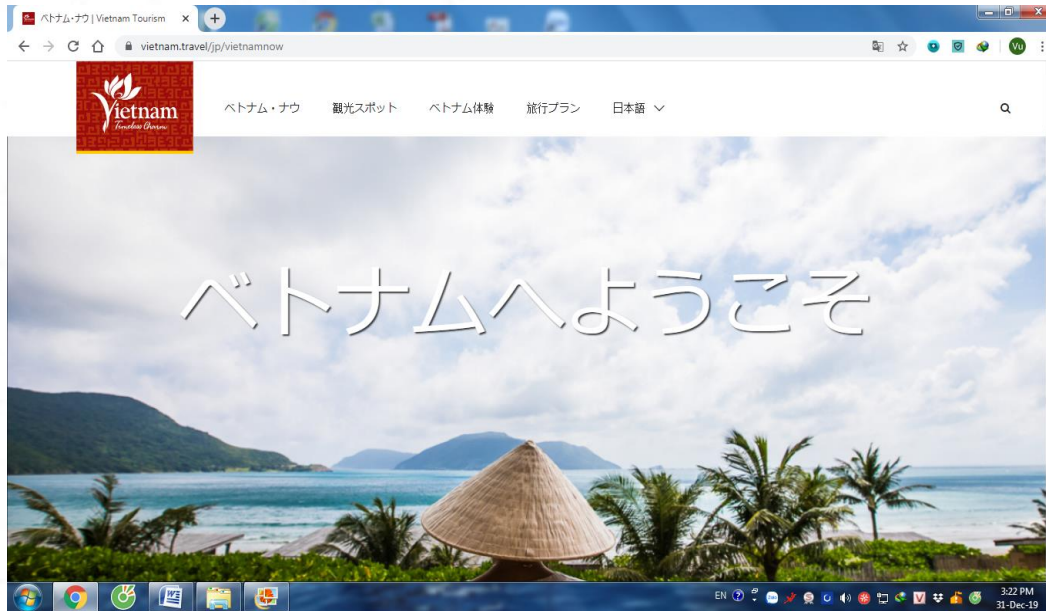 ベトナム・ナウ | Vietnam Tourism
vietnam.travel/jp/vietnamnow
Vu
Vietnam
Timeless Charm
ベトナム・ナウ 観光スポット ベトナム体験 旅行プラン 日本語
ベトナムへようこそ
EN
3:22 PM
31-Dec-19